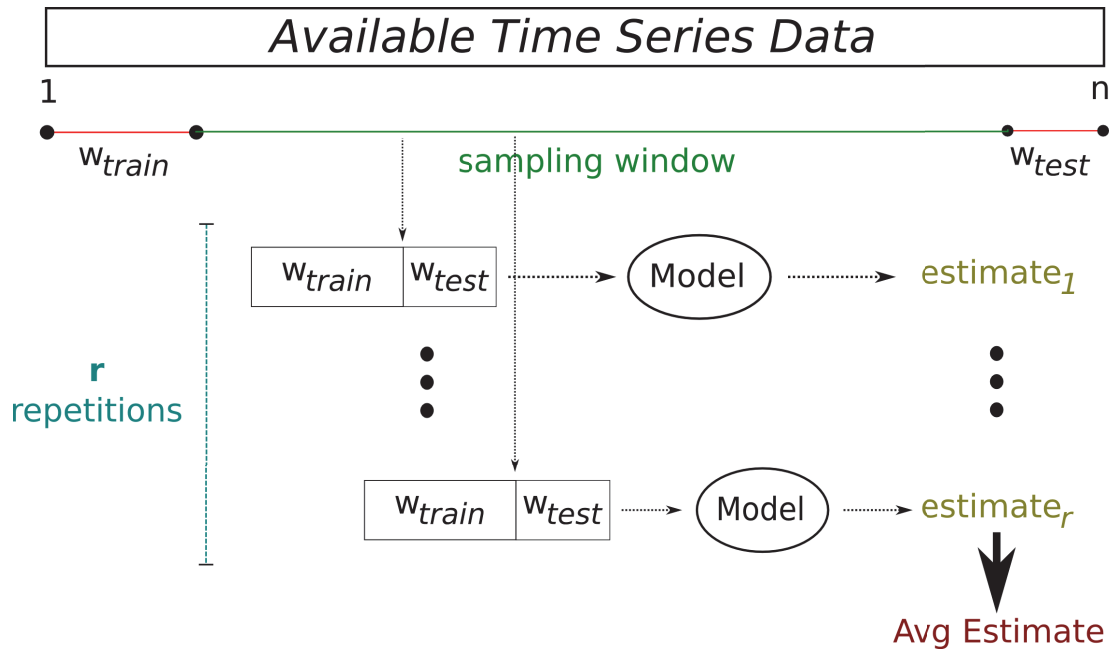 Available Time Series Data
1 n
w_train sampling window w_test
w_train w_test Model estimate_1
r
repetitions
w_train w_test Model estimate_r
Avg Estimate